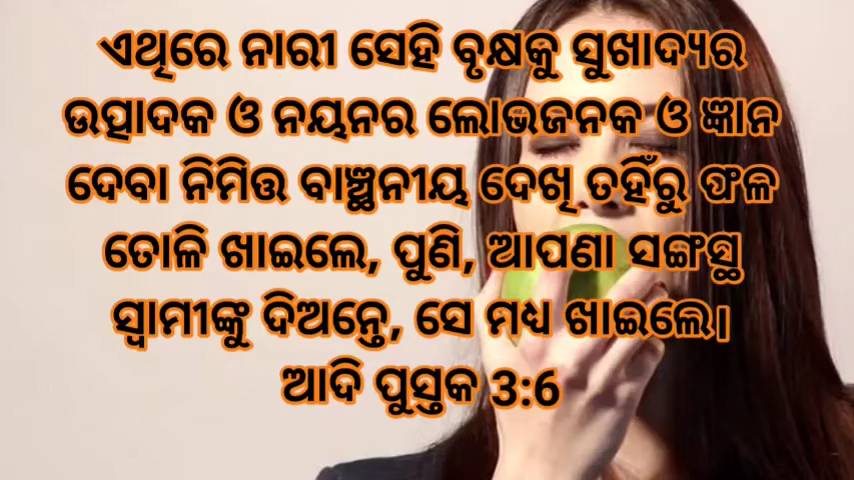 ଏଥିରେ ନାରୀ ସେହି ବୃକ୍ଷକୁ ସୁଖାଦ୍ୟର
ଉତ୍ପାଦକ ଓ ନୟନର ଲୋଭଜନକ ଓ ଜ୍ଞାନ
ଦେବା ନିମିତ୍ତ ବାଞ୍ଛନୀୟ ଦେଖି ତହିଁରୁ ଫଳ
ତୋଳି ଖାଇଲେ, ପୁଣି, ଆପଣା ସଙ୍ଗସ୍ଥ
ସ୍ୱାମୀଙ୍କୁ ଦିଅନ୍ତେ, ସେ ମଧ୍ୟ ଖାଇଲେ।
ଆଦି ପୁସ୍ତକ 3:6